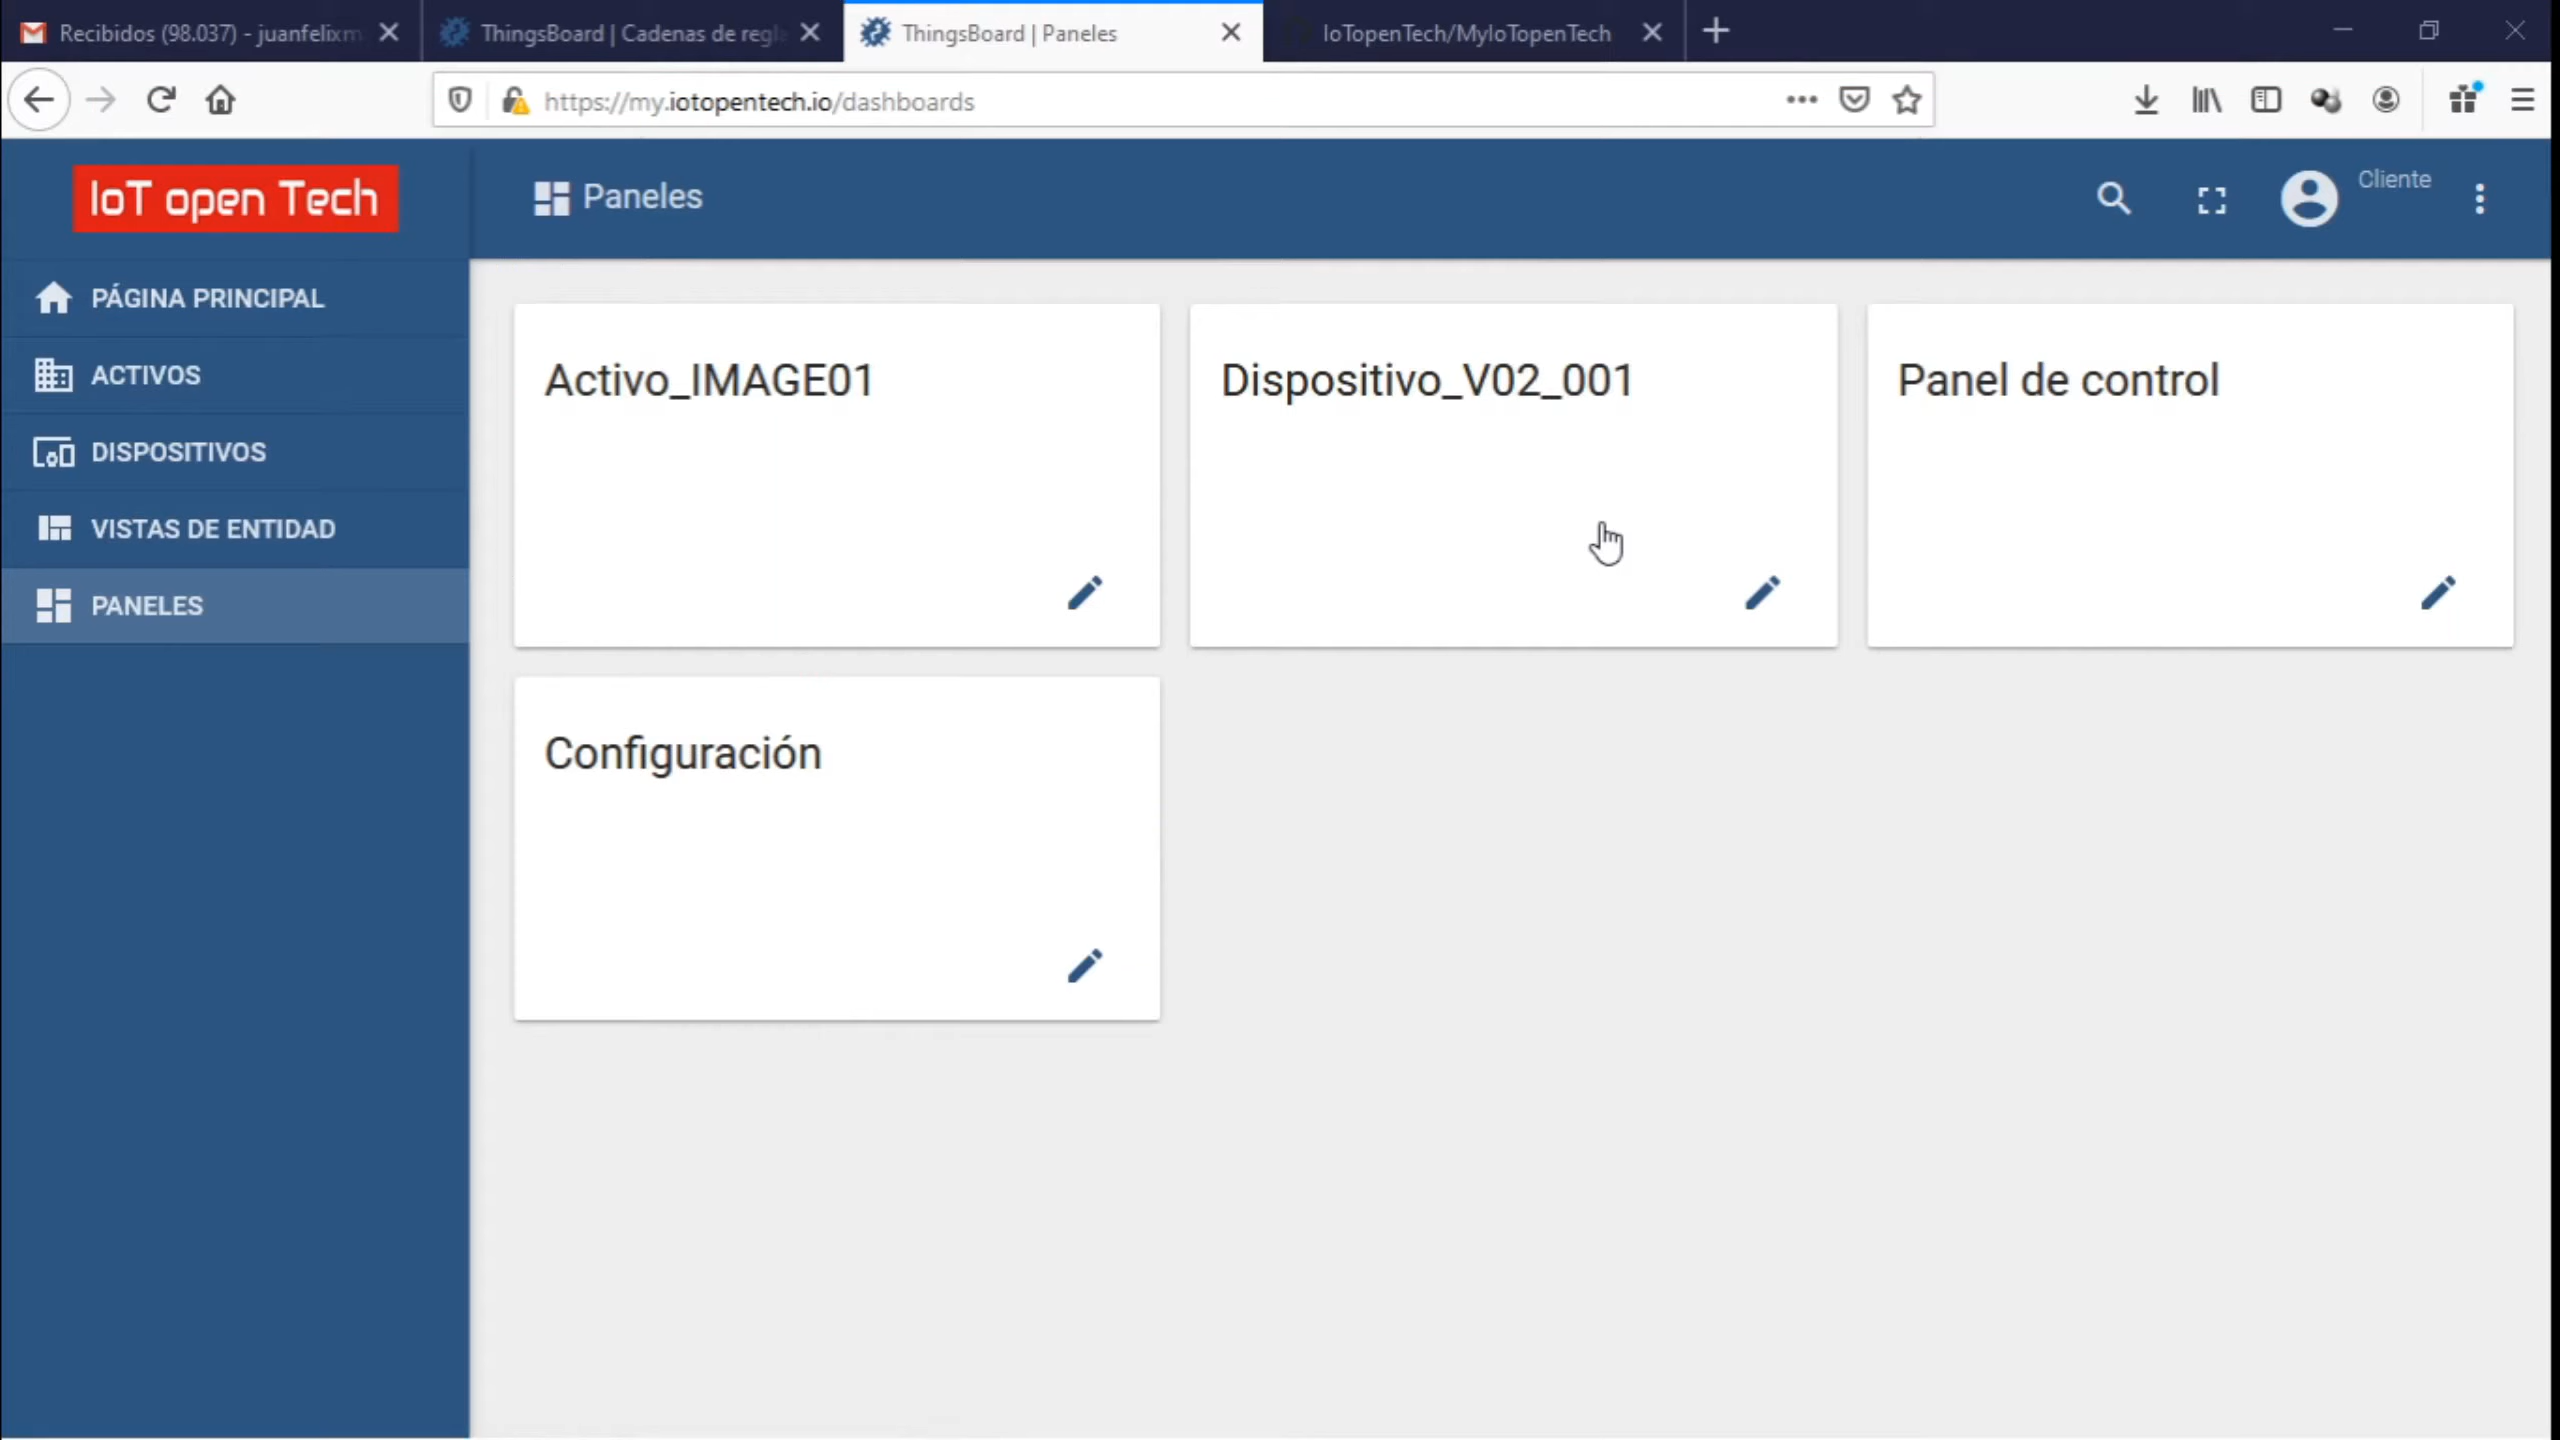 Recibidos (98.037) - juanfelixm
ThingsBoard | Cadenas de regla
ThingsBoard | Paneles
IoTopenTech/MyIoTopenTech
https://my.iotopentech.io/dashboards
IoT open Tech
Paneles
Cliente
PÁGINA PRINCIPAL
ACTIVOS
DISPOSITIVOS
VISTAS DE ENTIDAD
PANELES
Activo_IMAGE01
Dispositivo_V02_001
Panel de control
Configuración